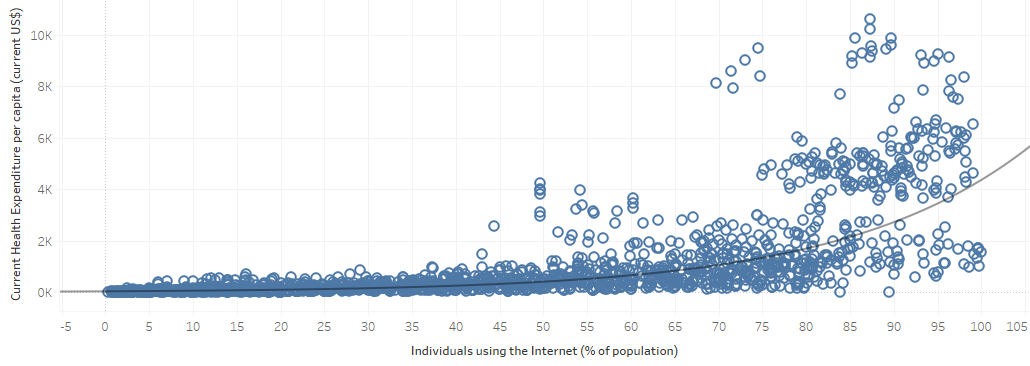 Current Health Expenditure per capita (current US$)
10K
8K
6K
4K
2K
0K
-5 0 5 10 15 20 25 30 35 40 45 50 55 60 65 70 75 80 85 90 95 100 105
Individuals using the Internet (% of population)